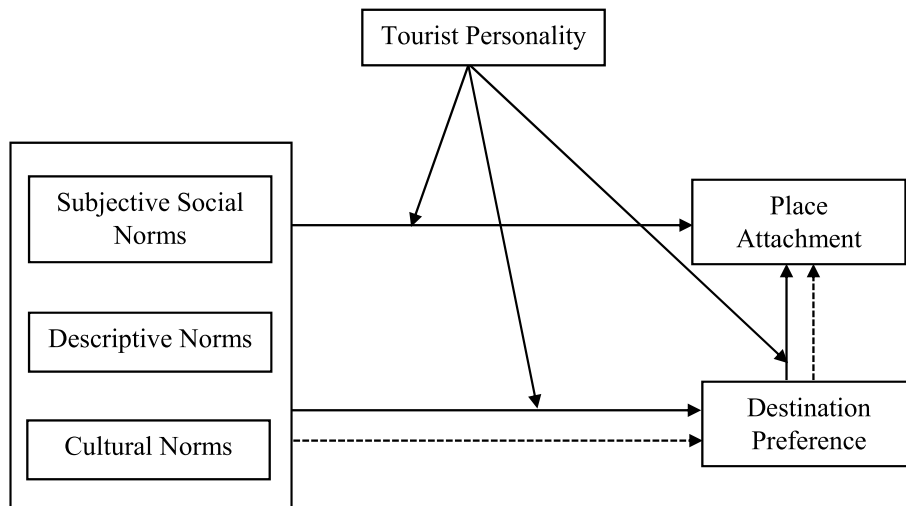 Tourist Personality
Subjective Social
Norms
Descriptive Norms
Cultural Norms
Place
Attachment
Destination
Preference